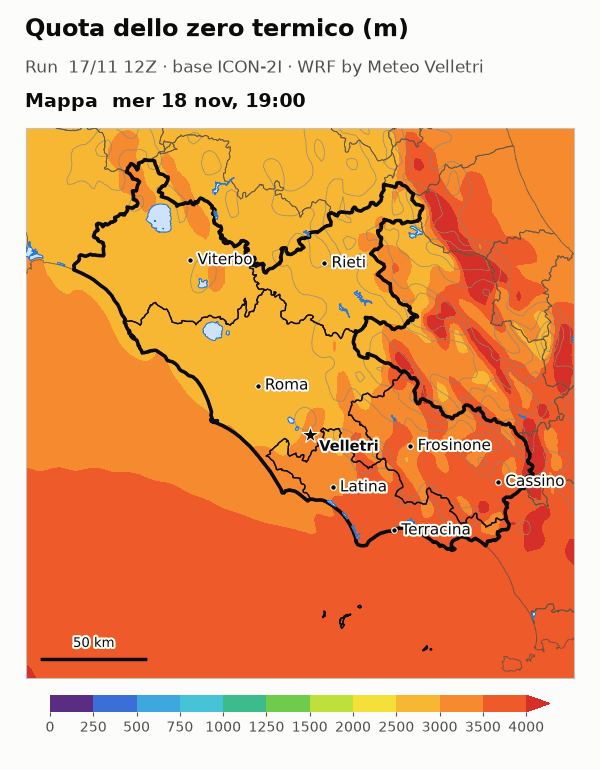 Quota dello zero termico (m)
Run  17/11 12Z · base ICON-2I · WRF by Meteo Velletri
Mappa  mer 18 nov, 19:00
Viterbo
Rieti
Roma
Velletri
Frosinone
Latina
Cassino
Terracina
50 km
0 250 500 750 1000 1250 1500 2000 2500 3000 3500 4000